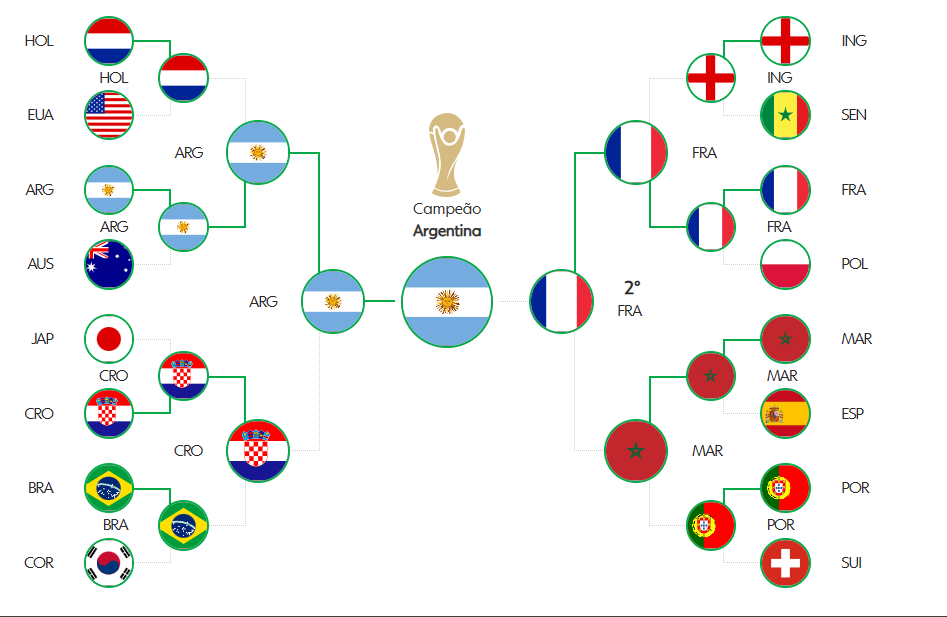 HOL
HOL
EUA
ARG
ARG
ARG
AUS
ARG
JAP
CRO
CRO
CRO
BRA
BRA
COR
Campeão
Argentina
2°
FRA
ING
ING
SEN
FRA
FRA
FRA
POL
MAR
MAR
ESP
MAR
POR
POR
SUI